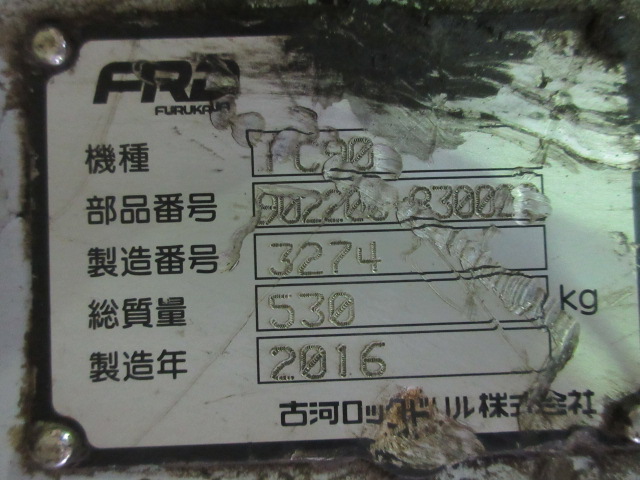 FRD
FURUKAWA
機種 TC90
部品番号
製造番号 3274
総質量 530 kg
製造年 2016
古河ロックドリル株式会社